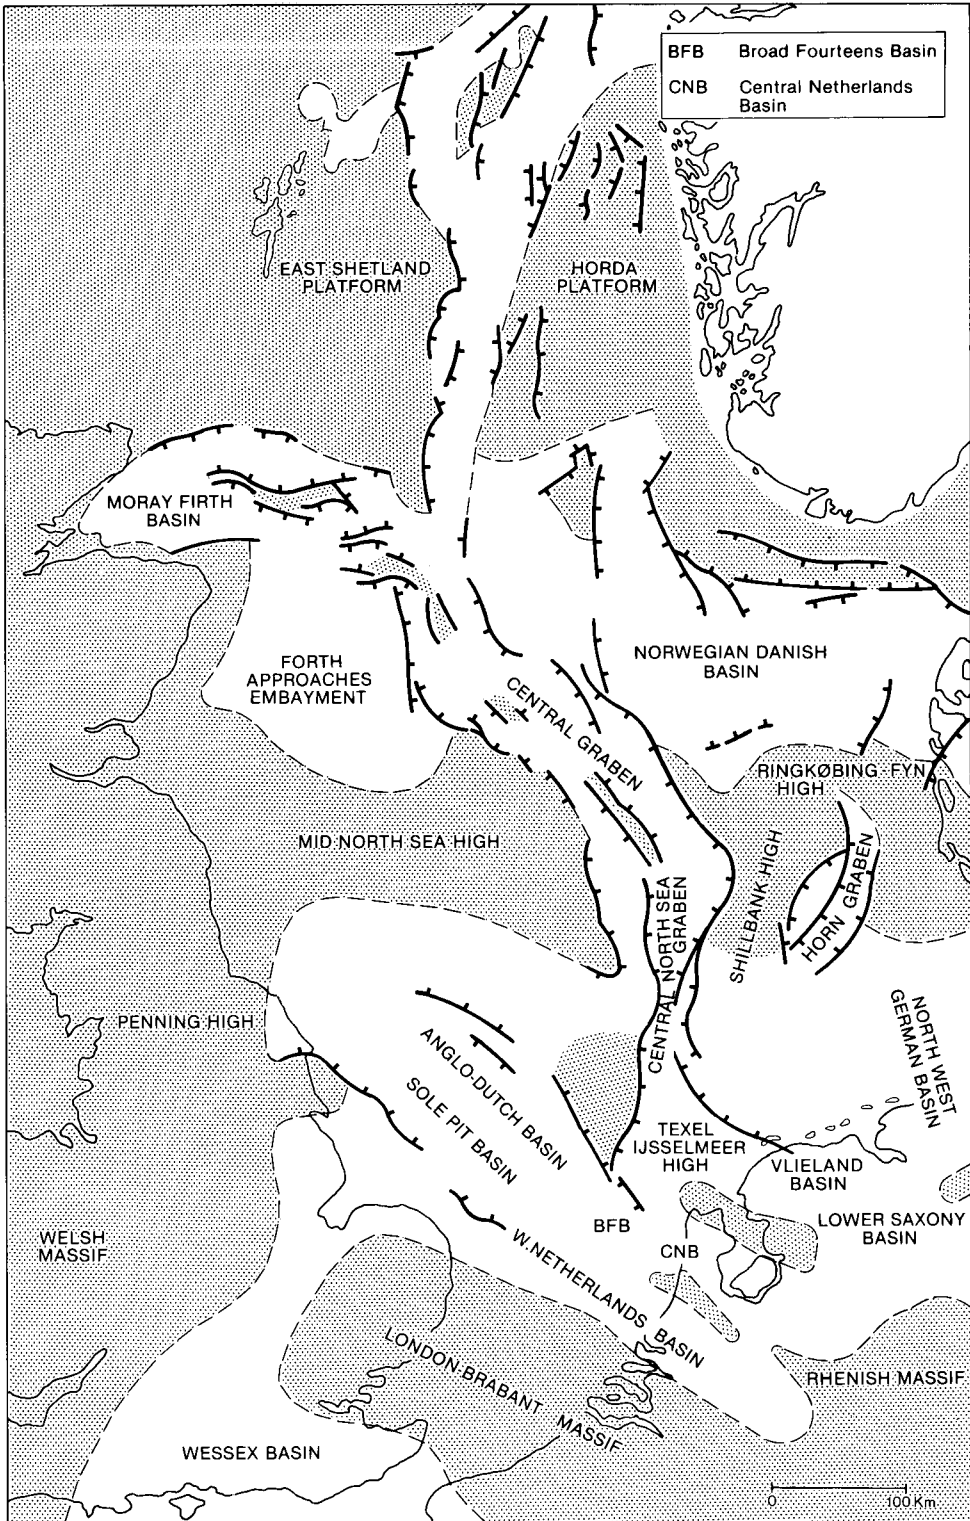 BFB Broad Fourteens Basin
CNB Central Netherlands
Basin
EAST SHETLAND
PLATFORM
HORDA
PLATFORM
MORAY FIRTH
BASIN
FORTH
APPROACHES
EMBAYMENT
NORWEGIAN DANISH
BASIN
CENTRAL GRABEN
RINGKØBING-FYN
HIGH
MID NORTH SEA HIGH
CENTRAL NORTH SEA
GRABEN
SHILLBANK HIGH
HORN GRABEN
PENNING HIGH
NORTH WEST
GERMAN BASIN
ANGLO-DUTCH BASIN
SOLE PIT BASIN
TEXEL
IJSSELMEER
HIGH
VLIELAND
BASIN
BFB
LOWER SAXONY
BASIN
WELSH
MASSIF
CNB
W. NETHERLANDS BASIN
LONDON-BRABANT MASSIF
RHENISH MASSIF
WESSEX BASIN
0 100 Km